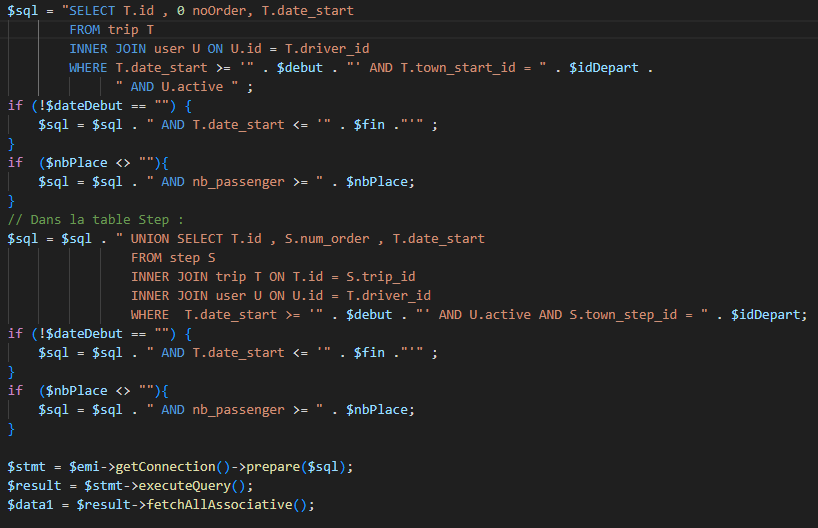 $sql = "SELECT T.id , 0 noOrder, T.date_start
FROM trip T
INNER JOIN user U ON U.id = T.driver_id
WHERE T.date_start >= '" . $debut . "' AND T.town_start_id = " . $idDepart .
" AND U.active " ;
if (!$dateDebut == "") {
$sql = $sql . " AND T.date_start <= '" . $fin ."'" ;
}
if  ($nbPlace <> ""){
$sql = $sql . " AND nb_passenger >= " . $nbPlace;
}
// Dans la table Step :
$sql = $sql . " UNION SELECT T.id , S.num_order , T.date_start
FROM step S
INNER JOIN trip T ON T.id = S.trip_id
INNER JOIN user U ON U.id = T.driver_id
WHERE  T.date_start >= '" . $debut . "' AND U.active AND S.town_step_id = " . $idDepart;
if (!$dateDebut == "") {
$sql = $sql . " AND T.date_start <= '" . $fin ."'" ;
}
if  ($nbPlace <> ""){
$sql = $sql . " AND nb_passenger >= " . $nbPlace;
}
$stmt = $emi->getConnection()->prepare($sql);
$result = $stmt->executeQuery();
$data1 = $result->fetchAllAssociative();